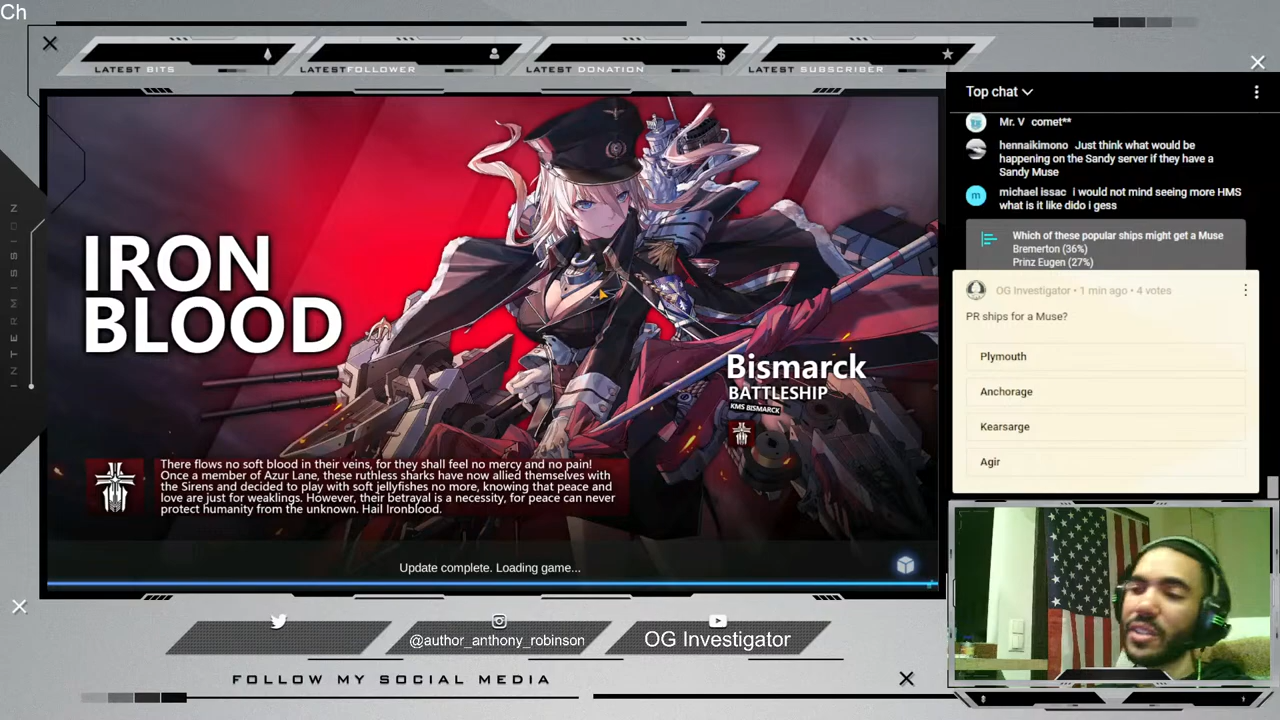 Ch
LATEST BITS
LATEST FOLLOWER
LATEST DONATION
LATEST SUBSCRIBER
INTERMISSION
IRON
BLOOD
Bismarck
BATTLESHIP
KMS BISMARCK
There flows no soft blood in their veins, for they shall feel no mercy and no pain!
Once a member of Azur Lane, these ruthless sharks have now allied themselves with
the Sirens and decided to play with soft jellyfishes no more, knowing that peace and
love are just for weaklings. However, their betrayal is a necessity, for peace can never
protect humanity from the unknown. Hail Ironblood.
Update complete. Loading game...
Top chat
Mr. V comet**
hennaikimono Just think what would be
happening on the Sandy server if they have a
Sandy Muse
m
michael issac i would not mind seeing more HMS
what is it like dido i gess
Which of these popular ships might get a Muse
Bremerton (36%)
Prinz Eugen (27%)
OG Investigator • 1 min ago • 4 votes
PR ships for a Muse?
Plymouth
Anchorage
Kearsarge
Agir
@author_anthony_robinson
OG Investigator
FOLLOW MY SOCIAL MEDIA